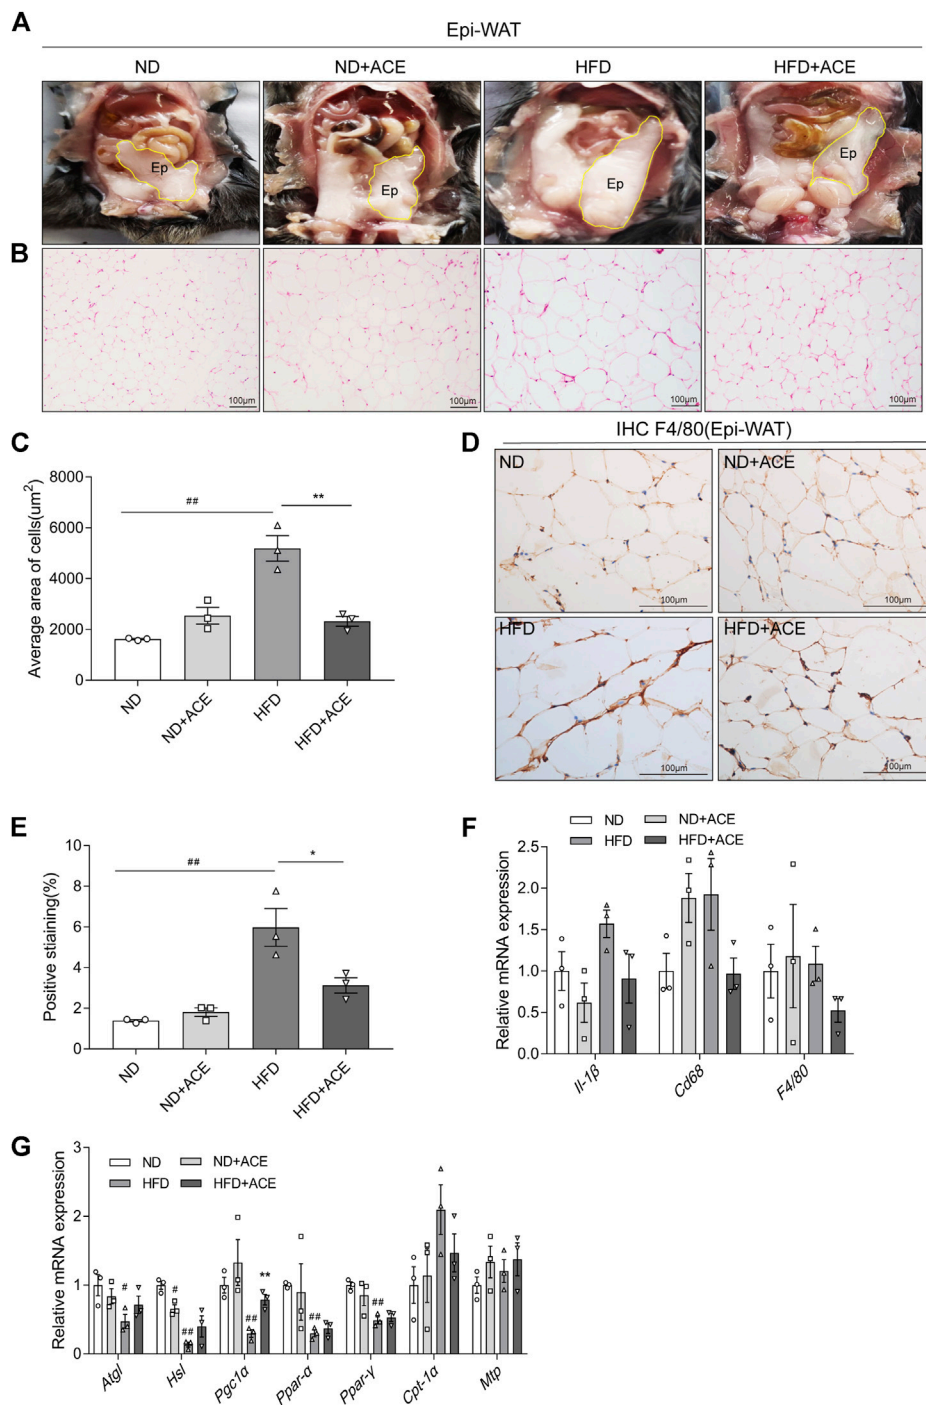 A
Epi-WAT
ND ND+ACE HFD HFD+ACE
Ep Ep Ep Ep
B
100μm 100μm 100μm 100μm
C
Average area of cells(um²)
8000
6000
4000
2000
0
## **
ND ND+ACE HFD HFD+ACE
D
IHC F4/80(Epi-WAT)
ND ND+ACE
100μm 100μm
HFD HFD+ACE
100μm 100μm
E
Positive stiaining(%)
10
8
6
4
2
0
## *
ND ND+ACE HFD HFD+ACE
F
ND ND+ACE
HFD HFD+ACE
Relative mRNA expression
2.5
2.0
1.5
1.0
0.5
0.0
Il-1β Cd68 F4/80
G
ND ND+ACE
HFD HFD+ACE
Relative mRNA expression
3
2
1
0
# # ## ## ** ## ##
Atgl Hsl Pgc1α Ppar-α Ppar-γ Cpt-1α Mtp